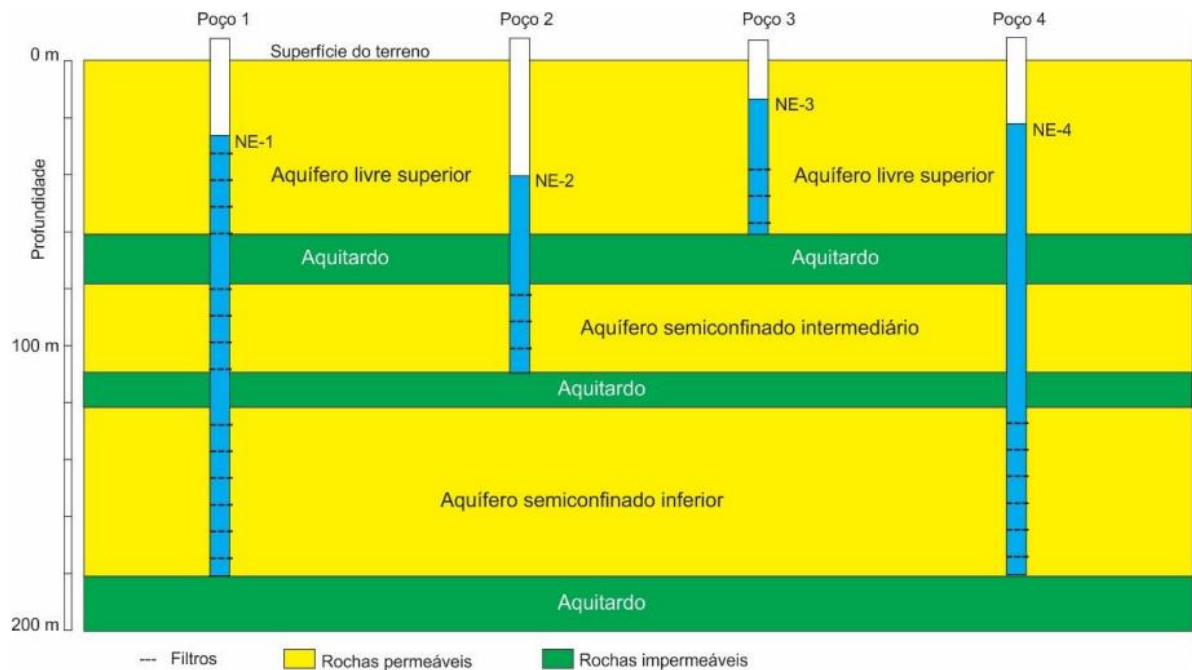 Poço 1
Poço 2
Poço 3
Poço 4
Superfície do terreno
0 m
NE-1
NE-2
NE-3
NE-4
Aquífero livre superior
Aquífero livre superior
Profundidade
Aquitardo
Aquitardo
Aquífero semiconfinado intermediário
100 m
Aquitardo
Aquífero semiconfinado inferior
Aquitardo
200 m
Filtros
Rochas permeáveis
Rochas impermeáveis